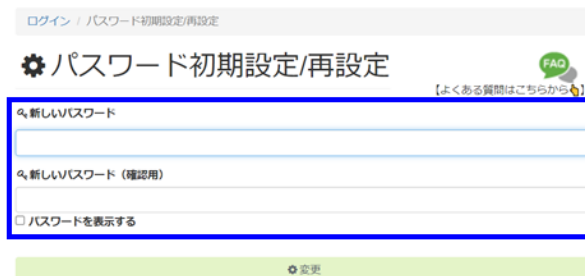 ログイン / パスワード初期設定/再設定
パスワード初期設定/再設定
FAQ
【よくある質問はこちらから】
新しいパスワード
新しいパスワード（確認用）
パスワードを表示する
変更